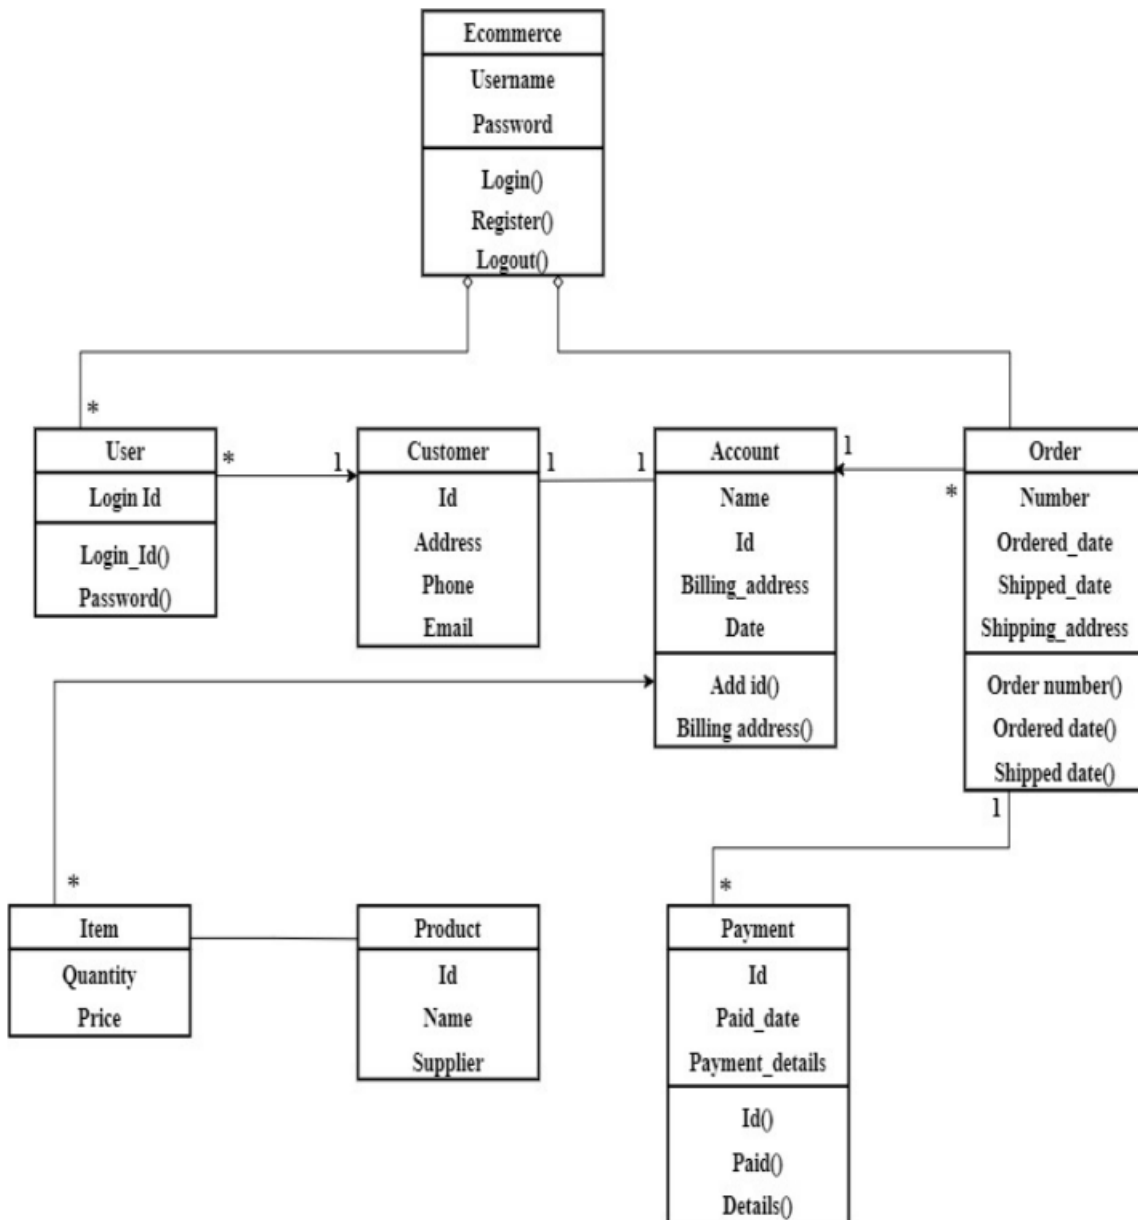 Ecommerce
Username
Password
Login()
Register()
Logout()
*
User
Login Id
Login_Id()
Password()
*
1
Customer
Id
Address
Phone
Email
1
1
Account
Name
Id
Billing_address
Date
Add id()
Billing address()
1
*
Order
Number
Ordered_date
Shipped_date
Shipping_address
Order number()
Ordered date()
Shipped date()
1
*
*
Item
Quantity
Price
Product
Id
Name
Supplier
Payment
Id
Paid_date
Payment_details
Id()
Paid()
Details()